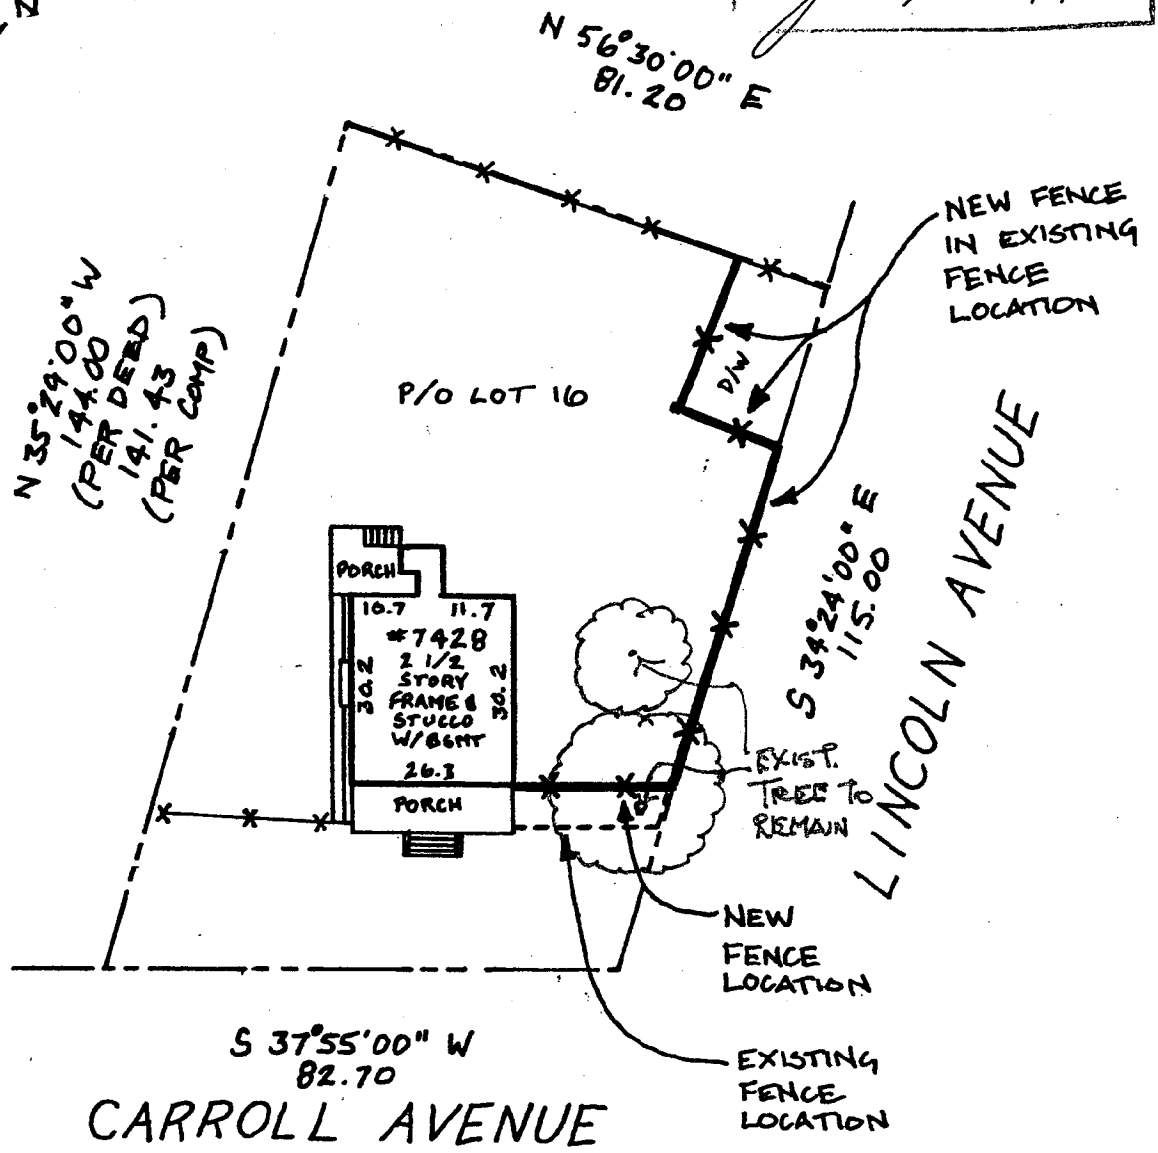 N 56°30'00" E
81.20
NEW FENCE
IN EXISTING
FENCE
LOCATION
N 35°24'00" W
144.00
(PER DEED)
141.43
(PER COMP)
P/O LOT 16
D/W
S 34°24'00" E
115.00
LINCOLN AVENUE
PORCH
10.7 11.7
#7428
2 1/2
STORY
FRAME &
STUCCO
W/BSMT
30.2
30.2
26.3
PORCH
EXIST.
TREE TO
REMAIN
NEW
FENCE
LOCATION
EXISTING
FENCE
LOCATION
S 37°55'00" W
82.70
CARROLL AVENUE